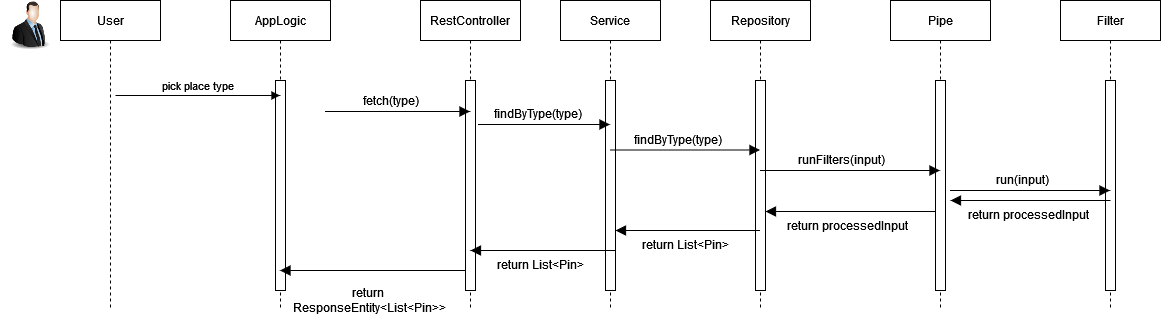 User
AppLogic
RestController
Service
Repository
Pipe
Filter
pick place type
fetch(type)
findByType(type)
findByType(type)
runFilters(input)
run(input)
return processedInput
return processedInput
return List<Pin>
return List<Pin>
return
ResponseEntity<List<Pin>>